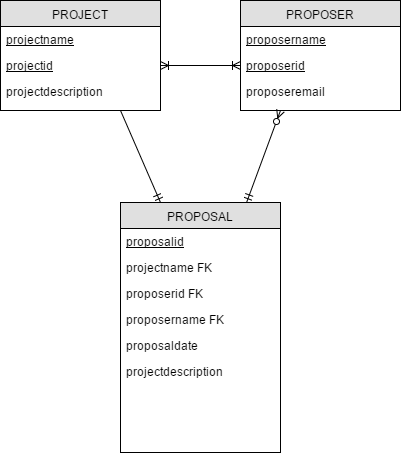 PROJECT
projectname
projectid
projectdescription
PROPOSER
proposername
proposerid
proposeremail
PROPOSAL
proposalid
projectname FK
proposerid FK
proposername FK
proposaldate
projectdescription